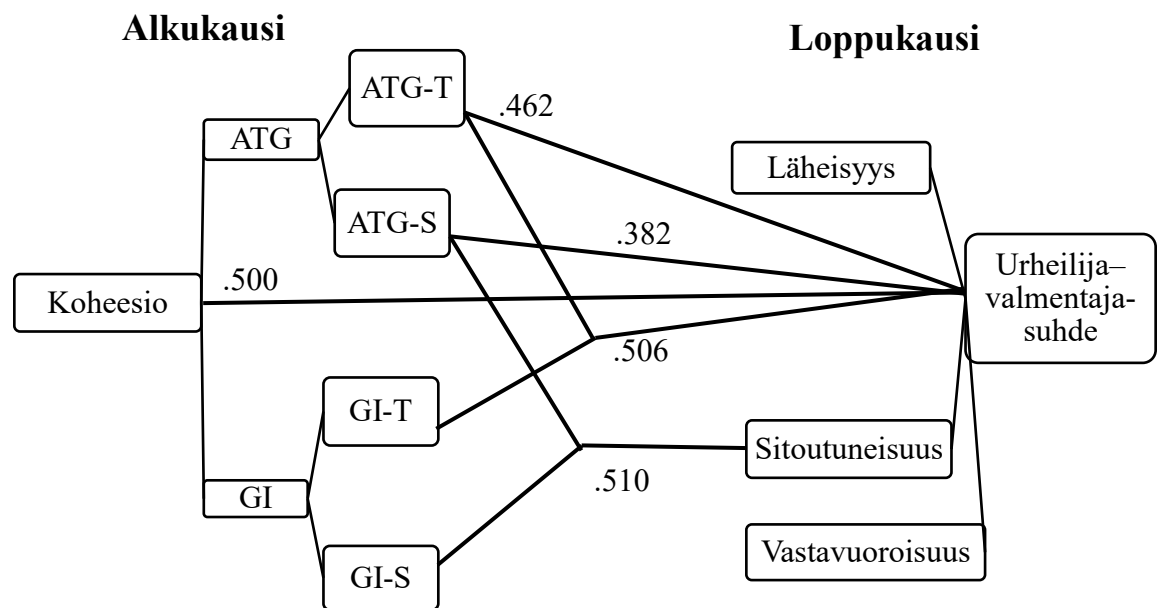 Alkukausi
Loppukausi
ATG-T
.462
ATG
Läheisyys
ATG-S
.382
Urheilija–
valmentaja-
suhde
Koheesio
.500
.506
GI-T
Sitoutuneisuus
.510
GI
Vastavuoroisuus
GI-S